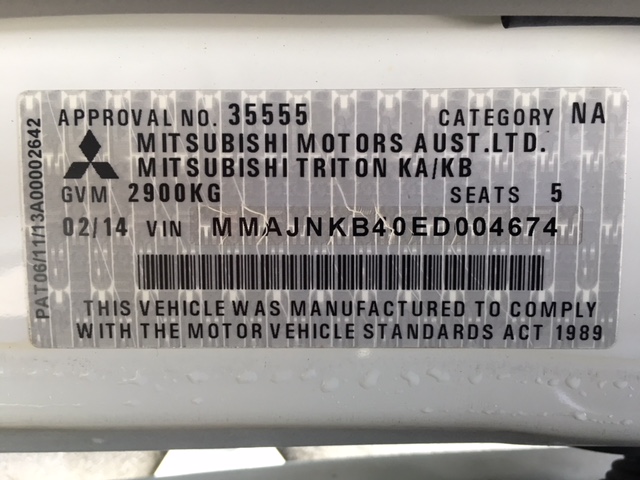 APPROVAL NO. 35555 CATEGORY NA
MITSUBISHI MOTORS AUST.LTD.
MITSUBISHI TRITON KA/KB
GVM 2900KG SEATS 5
02/14 VIN MMAJNKB40ED004674
THIS VEHICLE WAS MANUFACTURED TO COMPLY
WITH THE MOTOR VEHICLE STANDARDS ACT 1989
PAT06/11/13A00002642